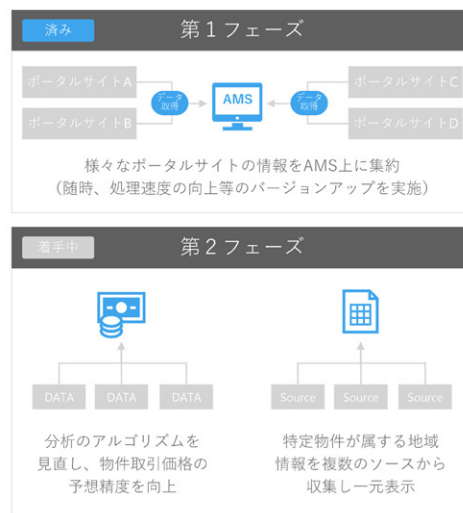 済み
第1フェーズ
ポータルサイトA
ポータルサイトB
データ
取得
AMS
データ
取得
ポータルサイトC
ポータルサイトD
様々なポータルサイトの情報をAMS上に集約
（随時、処理速度の向上等のバージョンアップを実施）
着手中
第2フェーズ
DATA
DATA
DATA
分析のアルゴリズムを
見直し、物件取引価格の
予想精度を向上
Source
Source
Source
特定物件が属する地域
情報を複数のソースから
収集し一元表示